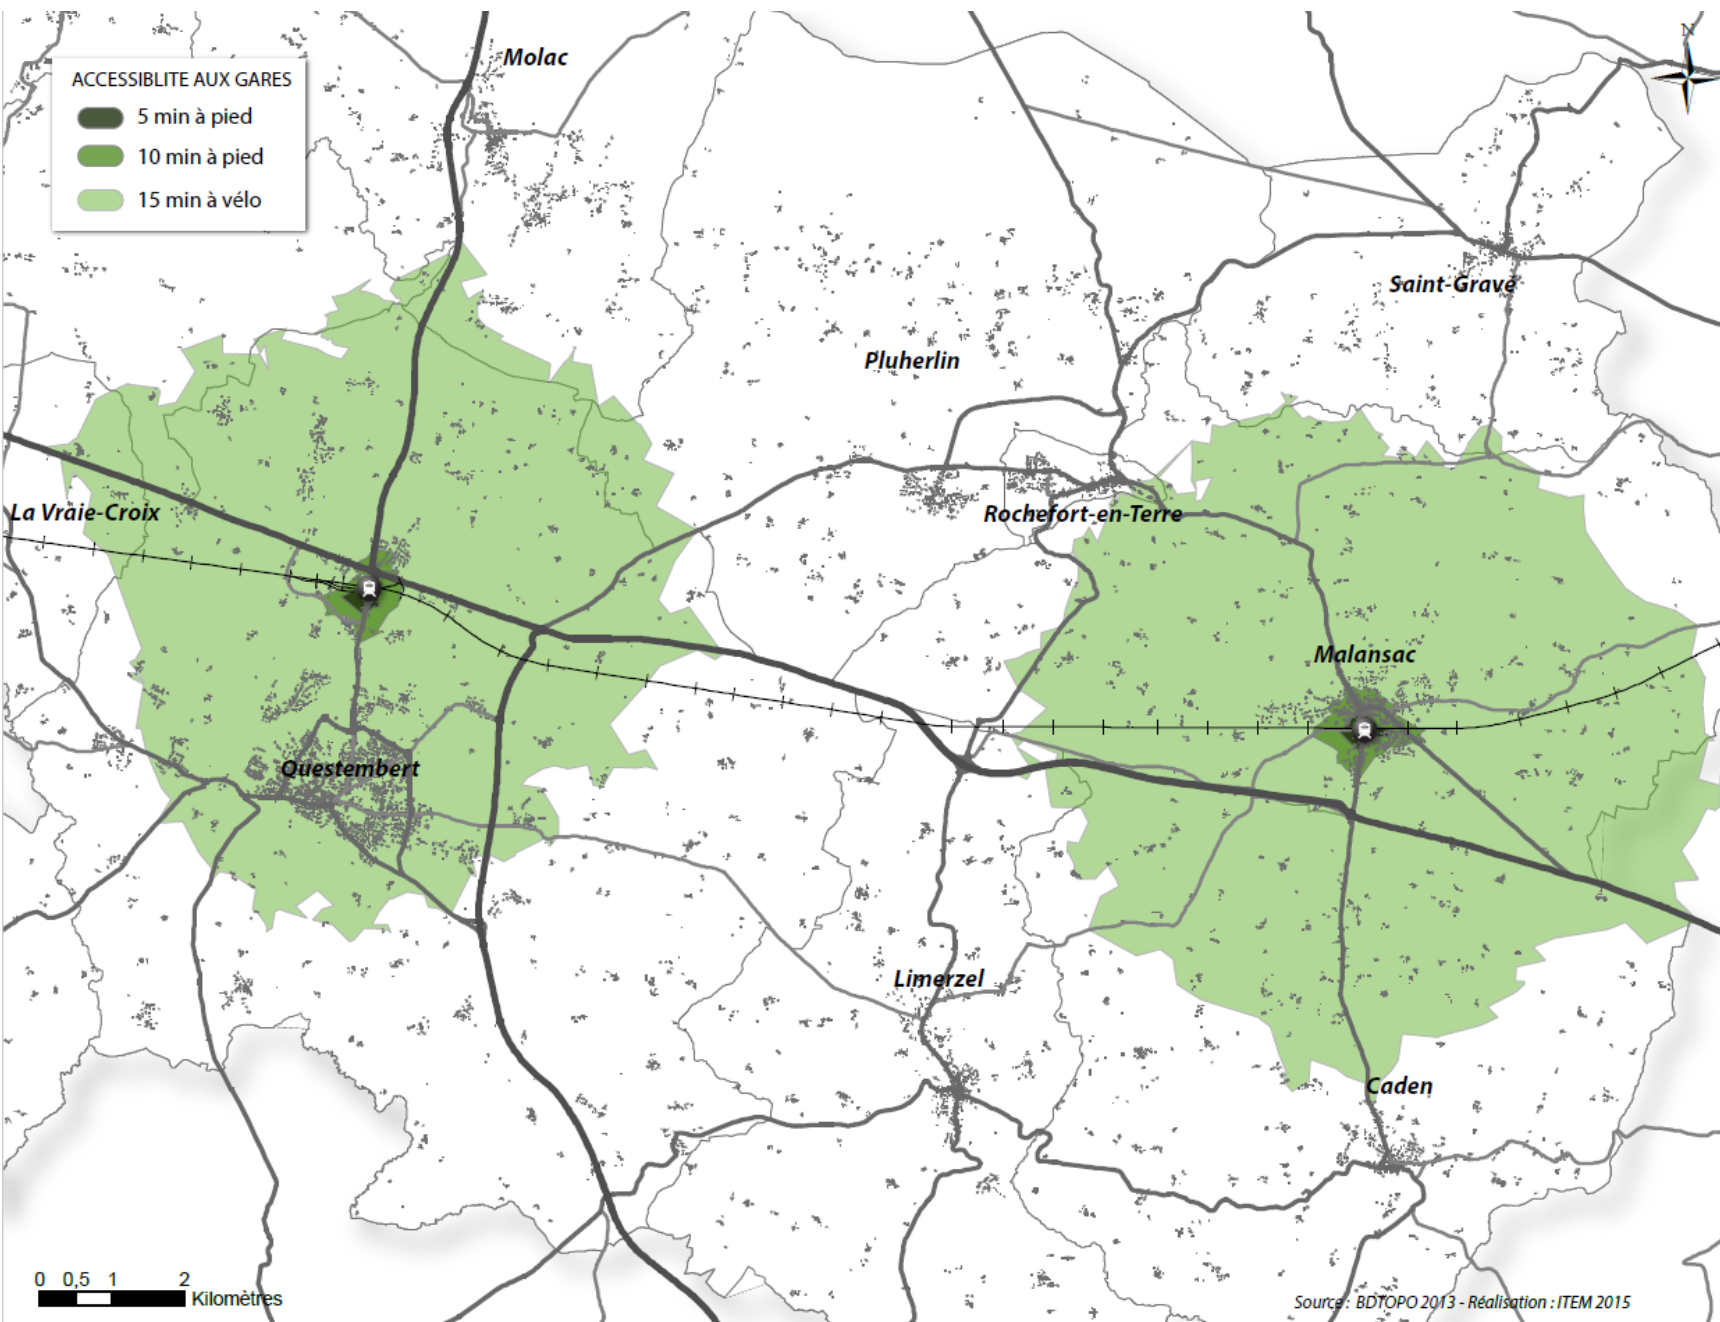 Molac
N
ACCESSIBLITE AUX GARES
5 min à pied
10 min à pied
15 min à vélo
Saint-Gravé
Pluherlin
La Vraie-Croix
Rochefort-en-Terre
Malansac
Questembert
Limerzel
Caden
0 0,5 1 2
Kilomètres
Source : BDTOPO 2013 - Réalisation : ITEM 2015